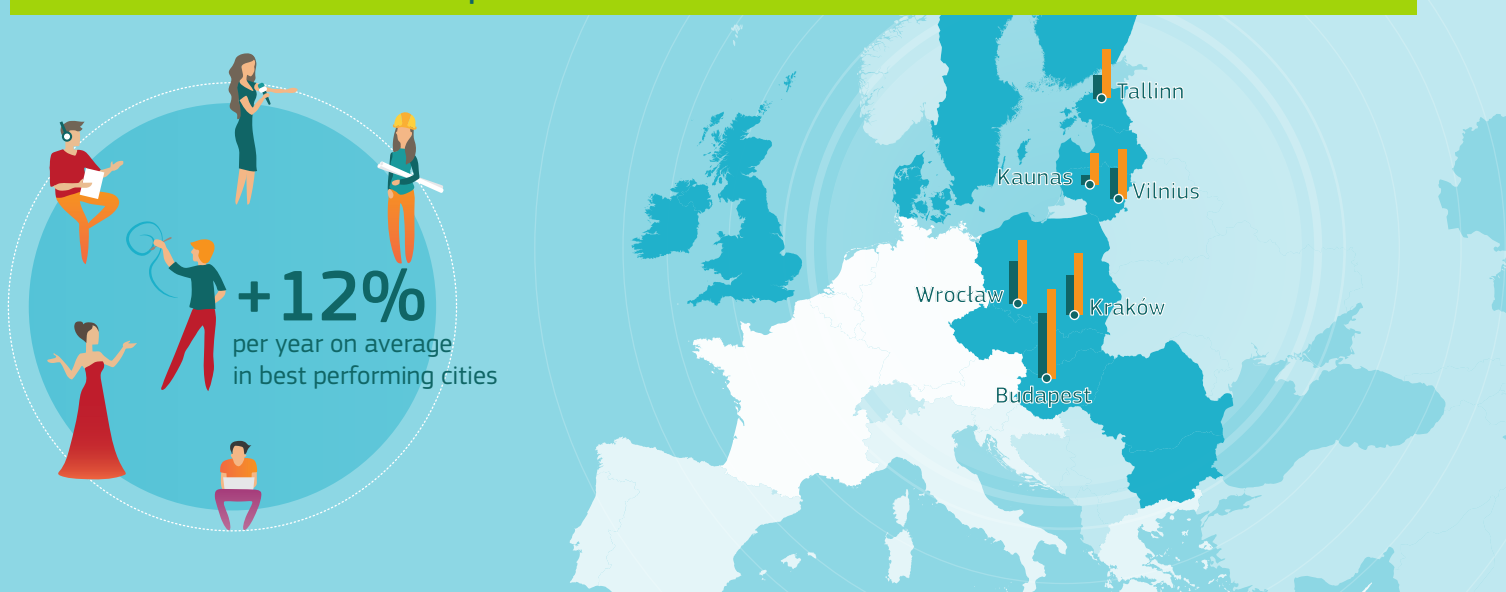 +12%
per year on average
in best performing cities
Tallinn
Kaunas
Vilnius
Wrocław
Kraków
Budapest